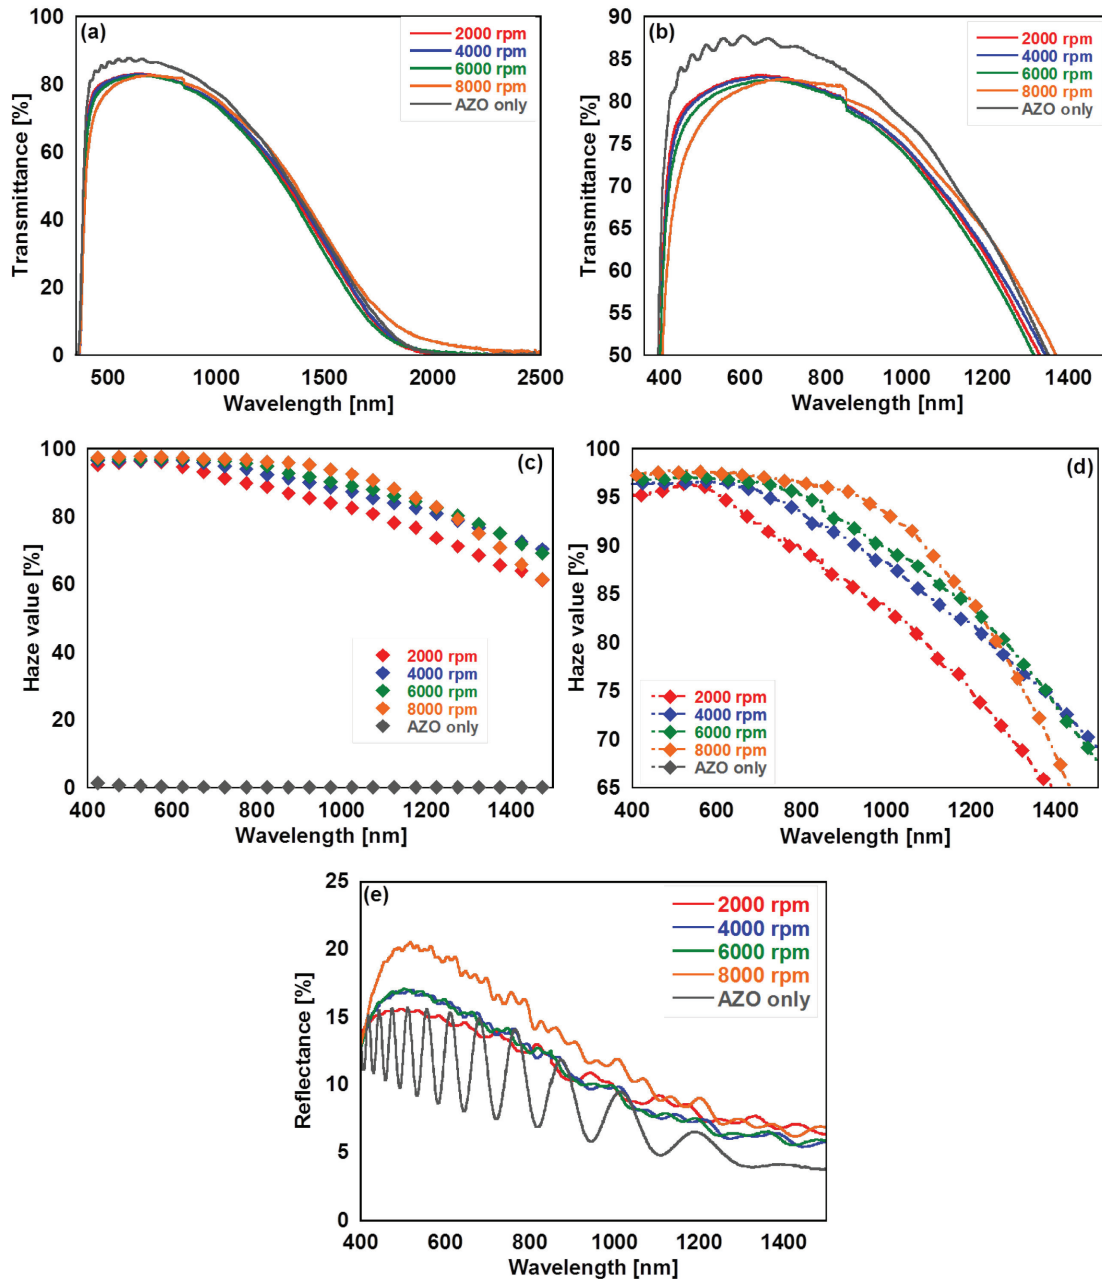 (a)
2000 rpm
4000 rpm
6000 rpm
8000 rpm
AZO only
Transmittance [%]
100
80
60
40
20
0
500 1000 1500 2000 2500
Wavelength [nm]
(b)
2000 rpm
4000 rpm
6000 rpm
8000 rpm
AZO only
Transmittance [%]
90
85
80
75
70
65
60
55
50
400 600 800 1000 1200 1400
Wavelength [nm]
(c)
2000 rpm
4000 rpm
6000 rpm
8000 rpm
AZO only
Haze value [%]
100
80
60
40
20
0
400 600 800 1000 1200 1400
Wavelength [nm]
(d)
2000 rpm
4000 rpm
6000 rpm
8000 rpm
AZO only
Haze value [%]
100
95
90
85
80
75
70
65
400 600 800 1000 1200 1400
Wavelength [nm]
(e)
2000 rpm
4000 rpm
6000 rpm
8000 rpm
AZO only
Reflectance [%]
25
20
15
10
5
0
400 600 800 1000 1200 1400
Wavelength [nm]